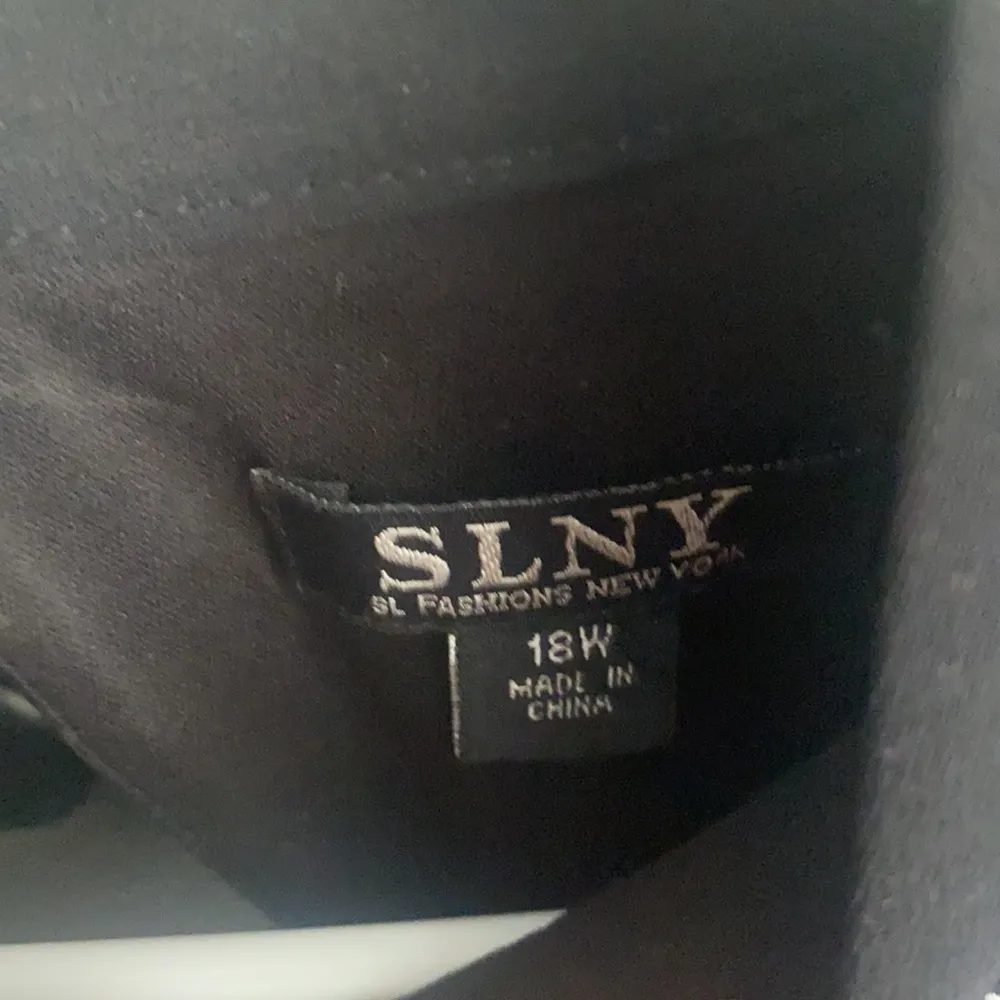 SLNY
SL FASHIONS NEW YORK
18W
MADE IN
CHINA